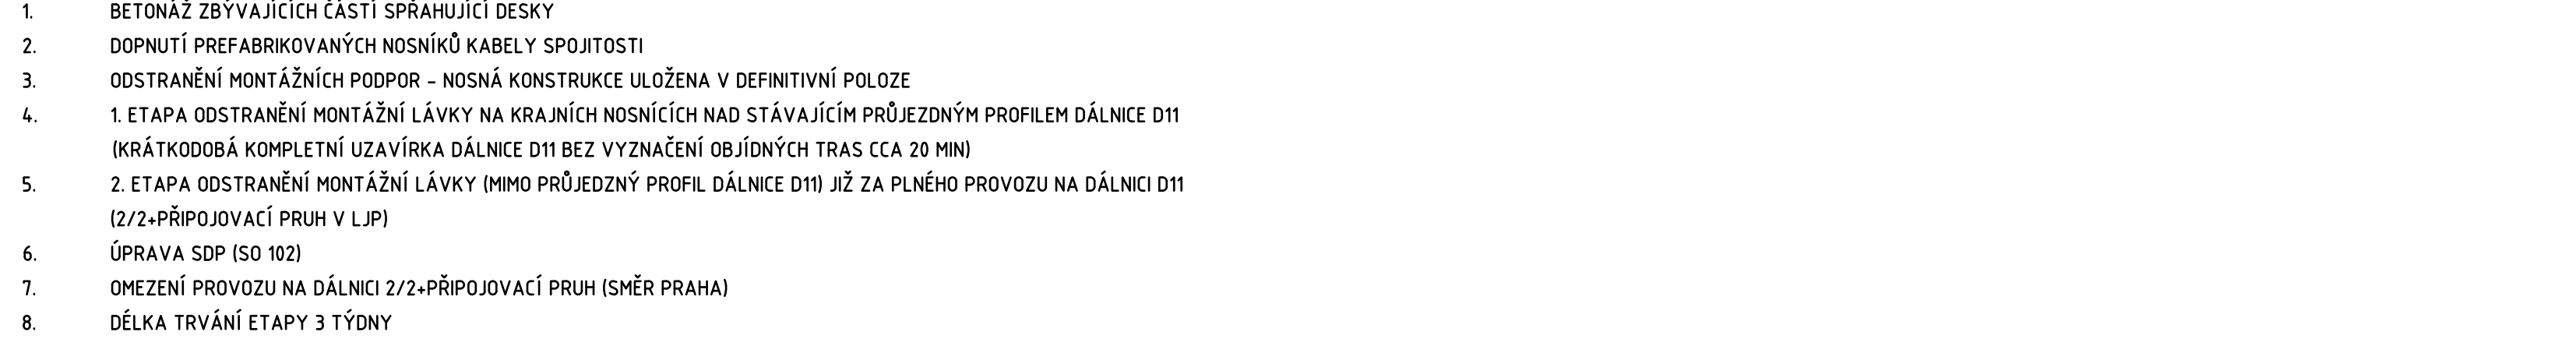 1. BETONÁŽ ZBÝVAJÍCÍCH ČÁSTÍ SPŘAHUJÍCÍ DESKY
2. DOPNUTÍ PREFABRIKOVANÝCH NOSNÍKŮ KABELY SPOJITOSTI
3. ODSTRANĚNÍ MONTÁŽNÍCH PODPOR – NOSNÁ KONSTRUKCE ULOŽENA V DEFINITIVNÍ POLOZE
4. 1. ETAPA ODSTRANĚNÍ MONTÁŽNÍ LÁVKY NA KRAJNÍCH NOSNÍCÍCH NAD STÁVAJÍCÍM PRŮJEZDNÝM PROFILEM DÁLNICE D11
(KRÁTKODOBÁ KOMPLETNÍ UZAVÍRKA DÁLNICE D11 BEZ VYZNAČENÍ OBJÍDNÝCH TRAS CCA 20 MIN)
5. 2. ETAPA ODSTRANĚNÍ MONTÁŽNÍ LÁVKY (MIMO PRŮJEDZNÝ PROFIL DÁLNICE D11) JIŽ ZA PLNÉHO PROVOZU NA DÁLNICI D11
(2/2+PŘIPOJOVACÍ PRUH V LJP)
6. ÚPRAVA SDP (SO 102)
7. OMEZENÍ PROVOZU NA DÁLNICI 2/2+PŘIPOJOVACÍ PRUH (SMĚR PRAHA)
8. DÉLKA TRVÁNÍ ETAPY 3 TÝDNY